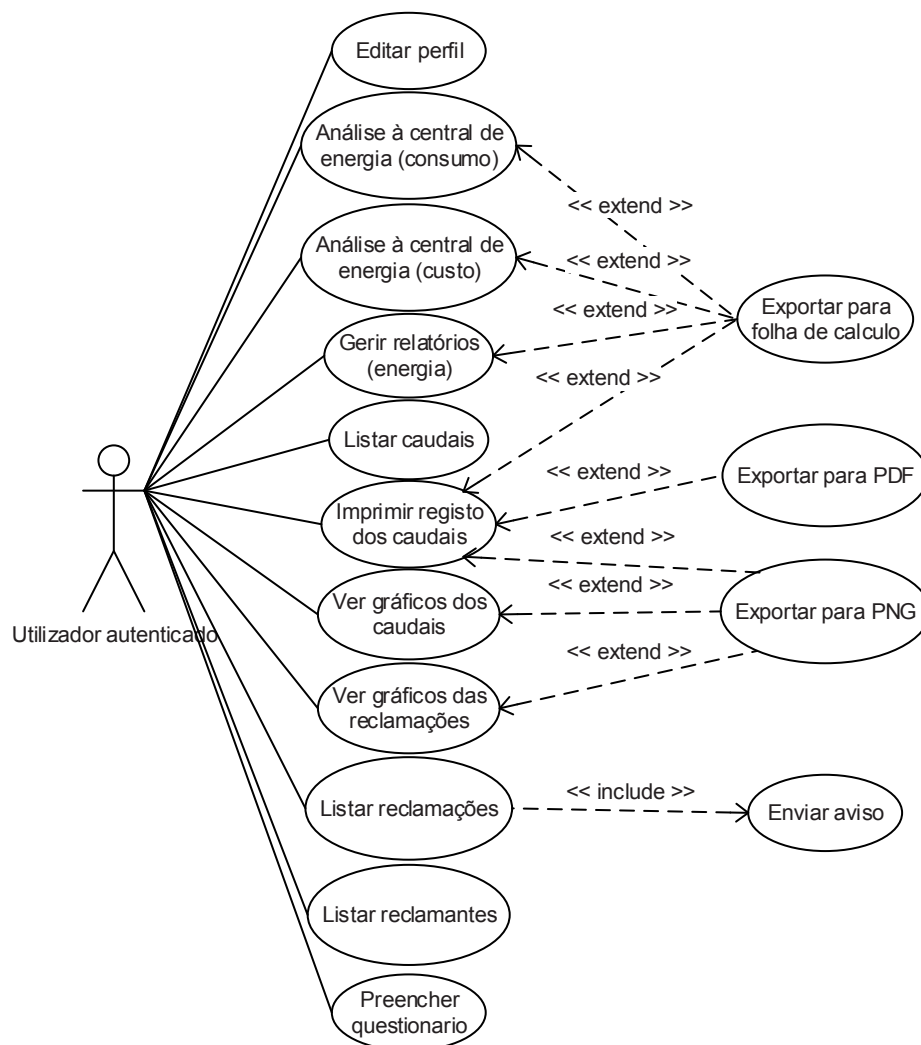 Editar perfil
Análise à central de
energia (consumo)
<< extend >>
Análise à central de
energia (custo)
<< extend >>
Exportar para
folha de calculo
<< extend >>
Gerir relatórios
(energia)
<< extend >>
Listar caudais
<< extend >>
Exportar para PDF
Imprimir registo
dos caudais
<< extend >>
<< extend >>
Ver gráficos dos
caudais
Exportar para PNG
Utilizador autenticado
<< extend >>
Ver gráficos das
reclamações
<< include >>
Listar reclamações
Enviar aviso
Listar reclamantes
Preencher
questionario